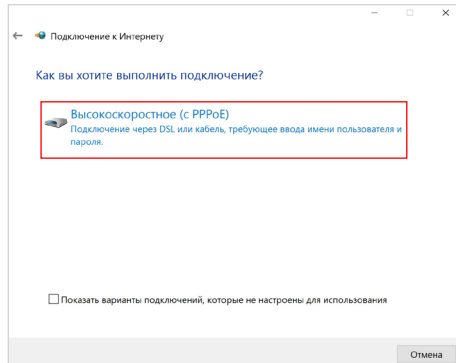 Подключение к Интернету
Как вы хотите выполнить подключение?
Высокоскоростное (с PPPoE)
Подключение через DSL или кабель, требующее ввода имени пользователя и
пароля.
Показать варианты подключений, которые не настроены для использования
Отмена